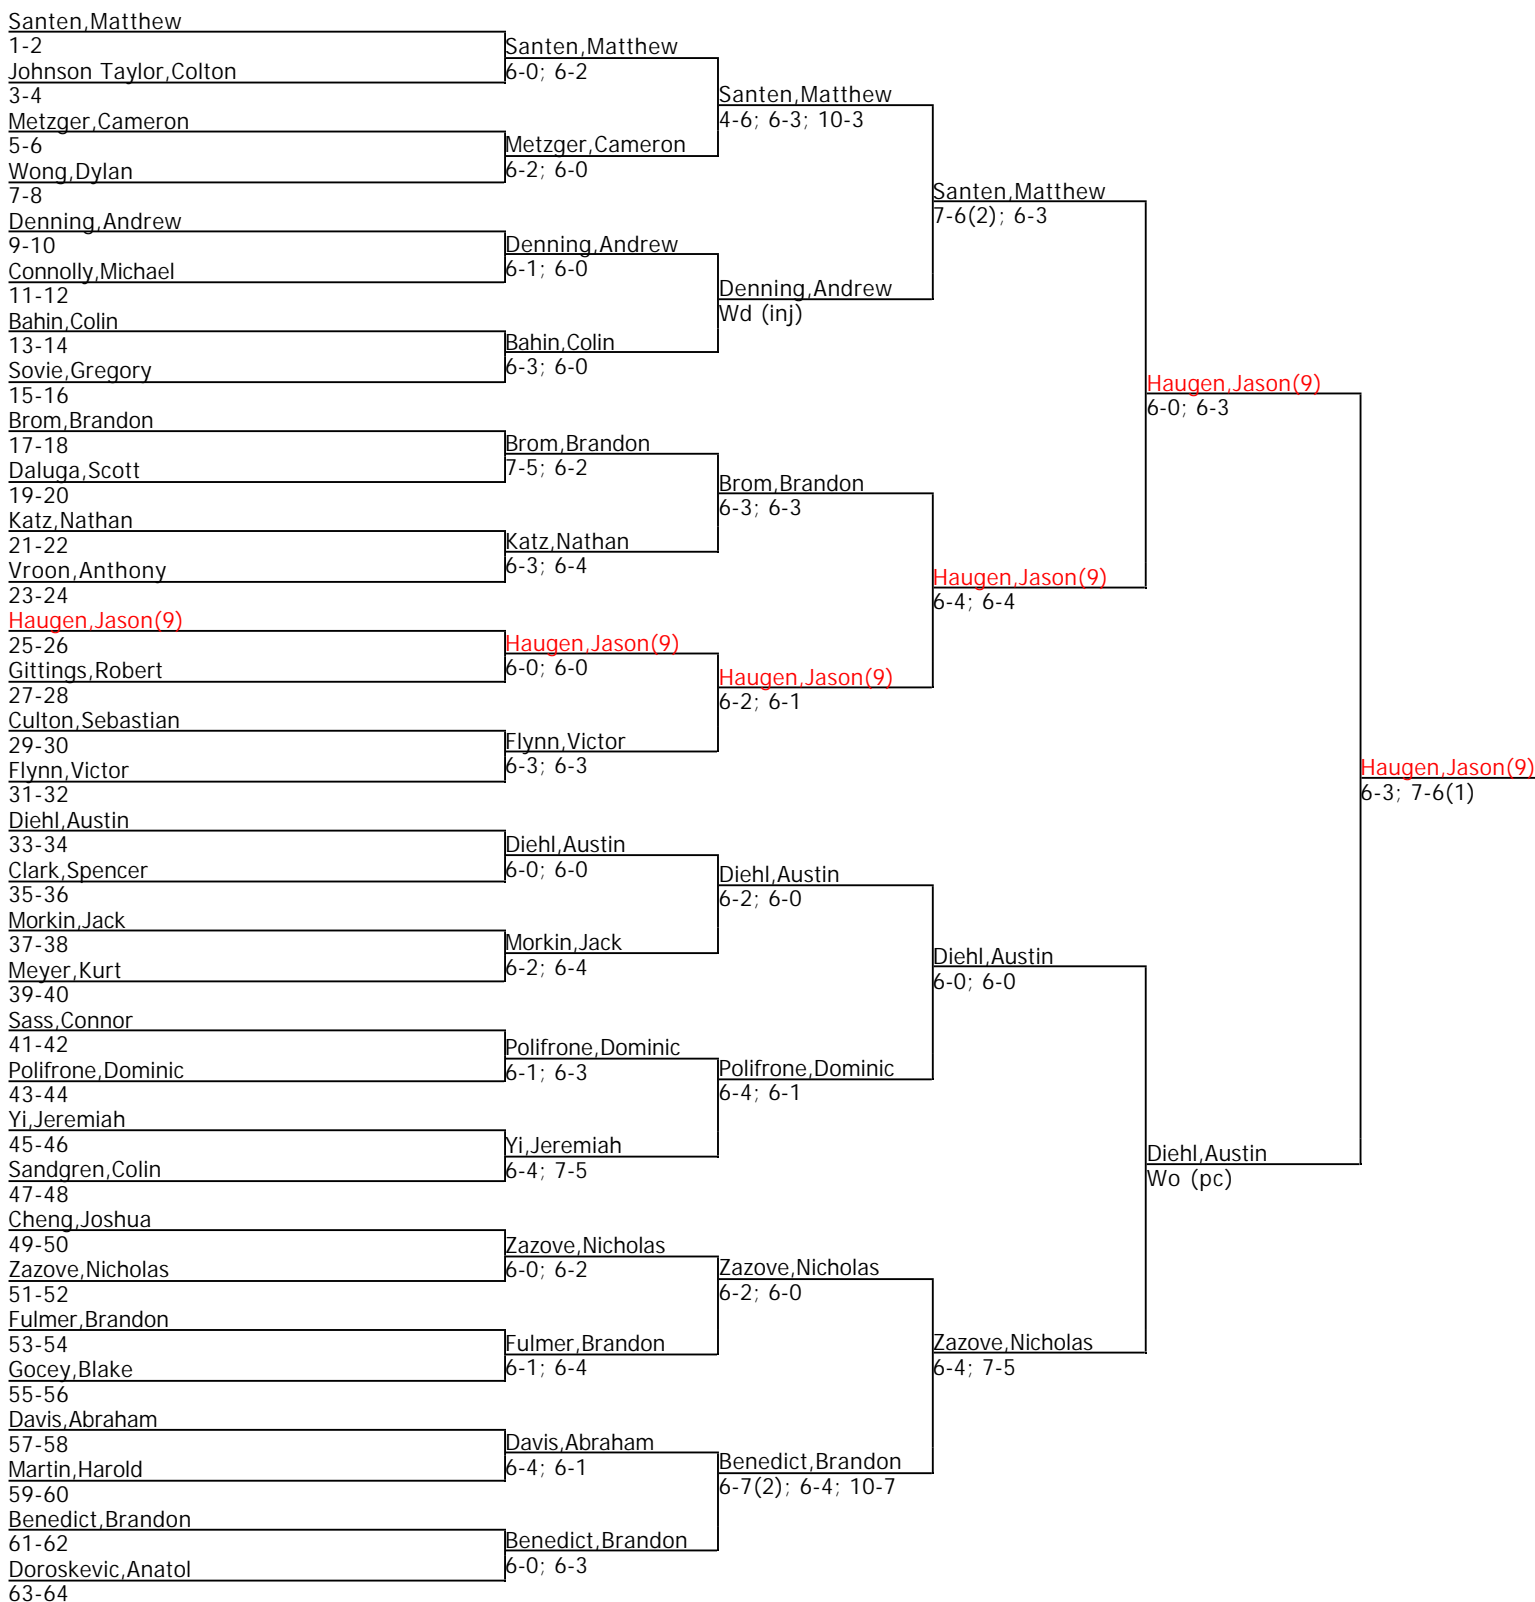 Santen,Matthew
1-2
Johnson Taylor,Colton
3-4
Metzger,Cameron
5-6
Wong,Dylan
7-8
Denning,Andrew
9-10
Connolly,Michael
11-12
Bahin,Colin
13-14
Sovie,Gregory
15-16
Brom,Brandon
17-18
Daluga,Scott
19-20
Katz,Nathan
21-22
Vroon,Anthony
23-24
Haugen,Jason(9)
25-26
Gittings,Robert
27-28
Culton,Sebastian
29-30
Flynn,Victor
31-32
Diehl,Austin
33-34
Clark,Spencer
35-36
Morkin,Jack
37-38
Meyer,Kurt
39-40
Sass,Connor
41-42
Polifrone,Dominic
43-44
Yi,Jeremiah
45-46
Sandgren,Colin
47-48
Cheng,Joshua
49-50
Zazove,Nicholas
51-52
Fulmer,Brandon
53-54
Gocey,Blake
55-56
Davis,Abraham
57-58
Martin,Harold
59-60
Benedict,Brandon
61-62
Doroskevic,Anatol
63-64
Santen,Matthew
6-0; 6-2
Metzger,Cameron
6-2; 6-0
Denning,Andrew
6-1; 6-0
Bahin,Colin
6-3; 6-0
Brom,Brandon
7-5; 6-2
Katz,Nathan
6-3; 6-4
Haugen,Jason(9)
6-0; 6-0
Flynn,Victor
6-3; 6-3
Diehl,Austin
6-0; 6-0
Morkin,Jack
6-2; 6-4
Polifrone,Dominic
6-1; 6-3
Yi,Jeremiah
6-4; 7-5
Zazove,Nicholas
6-0; 6-2
Fulmer,Brandon
6-1; 6-4
Davis,Abraham
6-4; 6-1
Benedict,Brandon
6-0; 6-3
Santen,Matthew
4-6; 6-3; 10-3
Denning,Andrew
Wd (inj)
Brom,Brandon
6-3; 6-3
Haugen,Jason(9)
6-2; 6-1
Diehl,Austin
6-2; 6-0
Polifrone,Dominic
6-4; 6-1
Zazove,Nicholas
6-2; 6-0
Benedict,Brandon
6-7(2); 6-4; 10-7
Santen,Matthew
7-6(2); 6-3
Haugen,Jason(9)
6-4; 6-4
Diehl,Austin
6-0; 6-0
Zazove,Nicholas
6-4; 7-5
Haugen,Jason(9)
6-0; 6-3
Diehl,Austin
Wo (pc)
Haugen,Jason(9)
6-3; 7-6(1)